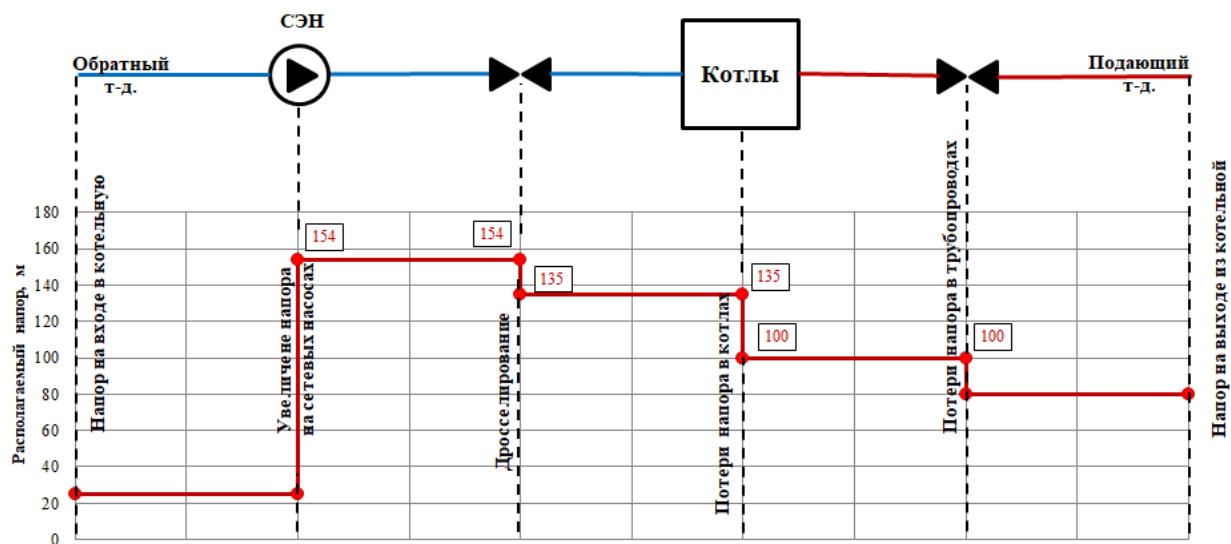 СЭН
Обратный
т-д.
Котлы
Подающий
т-д.
Располагаемый напор, м
180
160
140
120
100
80
60
40
20
0
Напор на входе в котельную
Увеличе не напора
на сетевых насосах
154
154
Дросселирование
135
Потери напора в котлах
135
100
Потери напора в трубопроводах
100
Напор на выходе из котельной